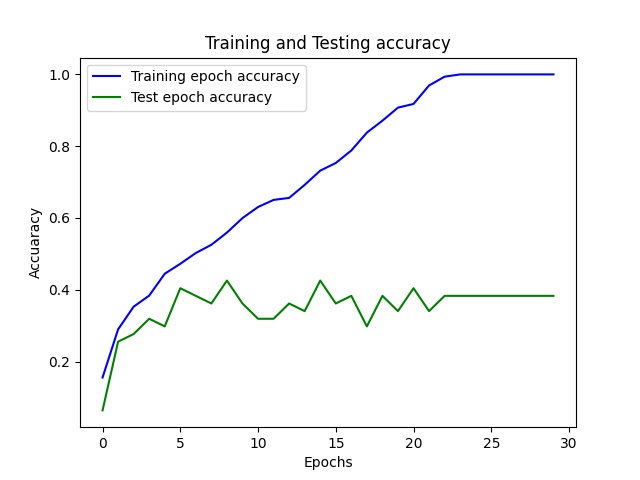 Training and Testing accuracy
Training epoch accuracy
Test epoch accuracy
1.0
0.8
0.6
0.4
0.2
Accuaracy
0 5 10 15 20 25 30
Epochs